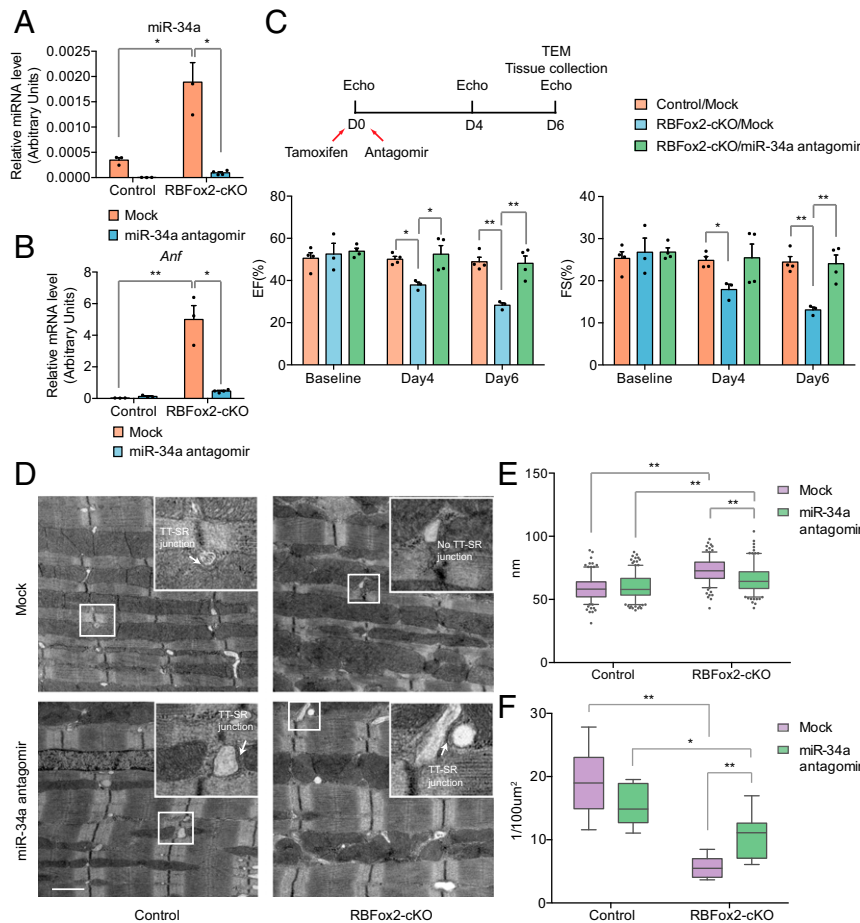 A
miR-34a
Relative miRNA level
(Arbitrary Units)
0.0025
0.0020
0.0015
0.0010
0.0005
0.0000
*
*
Control
RBFox2-cKO
Mock
miR-34a antagomir
B
Anf
Relative mRNA level
(Arbitrary Units)
8
6
4
2
0
**
*
Control
RBFox2-cKO
Mock
miR-34a antagomir
C
TEM
Tissue collection
Echo
Echo
Echo
D0
D4
D6
Tamoxifen
Antagomir
Control/Mock
RBFox2-cKO/Mock
RBFox2-cKO/miR-34a antagomir
EF(%)
80
60
40
20
0
*
*
**
**
Baseline
Day4
Day6
FS(%)
40
30
20
10
0
*
**
**
Baseline
Day4
Day6
D
Mock
TT-SR
junction
No TT-SR
junction
miR-34a antagomir
TT-SR
junction
TT-SR
junction
Control
RBFox2-cKO
E
nm
150
100
50
0
**
**
**
Mock
miR-34a
antagomir
Control
RBFox2-cKO
F
1/100um²
30
20
10
0
**
*
**
Mock
miR-34a
antagomir
Control
RBFox2-cKO